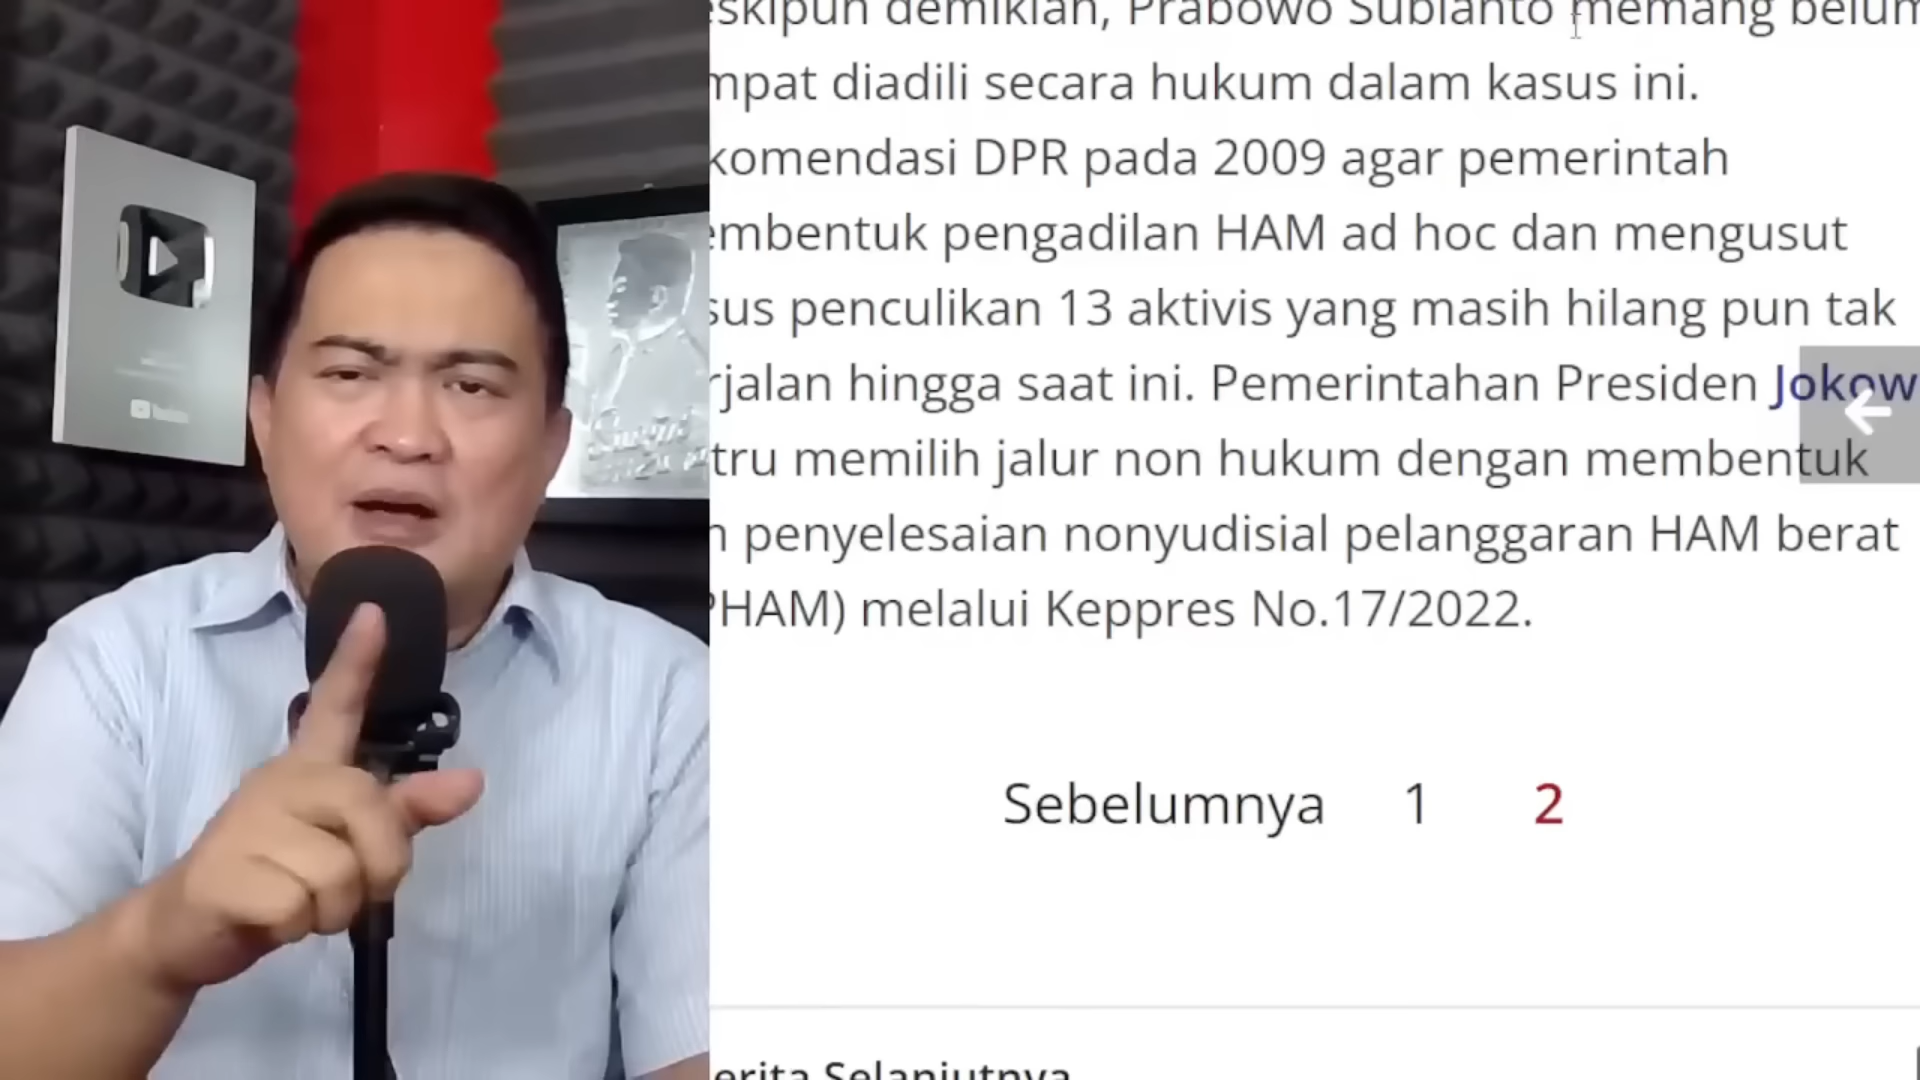 eskipun demikian, Prabowo Subianto memang belum
mpat diadili secara hukum dalam kasus ini.
komendasi DPR pada 2009 agar pemerintah
embentuk pengadilan HAM ad hoc dan mengusut
sus penculikan 13 aktivis yang masih hilang pun tak
rjalan hingga saat ini. Pemerintahan Presiden Jokow
tru memilih jalur non hukum dengan membentuk
n penyelesaian nonyudisial pelanggaran HAM berat
PHAM) melalui Keppres No.17/2022.
Sebelumnya 1 2
erita Selanjutnya